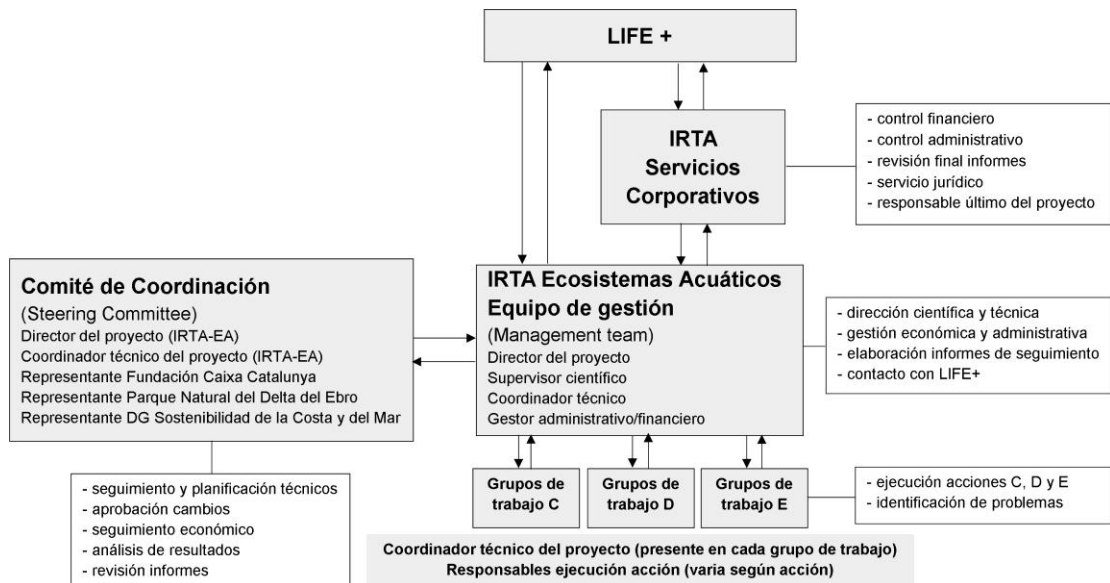 LIFE +
IRTA
Servicios
Corporativos
- control financiero
- control administrativo
- revisión final informes
- servicio jurídico
- responsable último del proyecto
Comité de Coordinación
(Steering Committee)
Director del proyecto (IRTA-EA)
Coordinador técnico del proyecto (IRTA-EA)
Representante Fundación Caixa Catalunya
Representante Parque Natural del Delta del Ebro
Representante DG Sostenibilidad de la Costa y del Mar
IRTA Ecosistemas Acuáticos
Equipo de gestión
(Management team)
Director del proyecto
Supervisor científico
Coordinador técnico
Gestor administrativo/financiero
- dirección científica y técnica
- gestión económica y administrativa
- elaboración informes de seguimiento
- contacto con LIFE+
- seguimiento y planificación técnicos
- aprobación cambios
- seguimiento económico
- análisis de resultados
- revisión informes
Grupos de
trabajo C
Grupos de
trabajo D
Grupos de
trabajo E
- ejecución acciones C, D y E
- identificación de problemas
Coordinador técnico del proyecto (presente en cada grupo de trabajo)
Responsables ejecución acción (varia según acción)